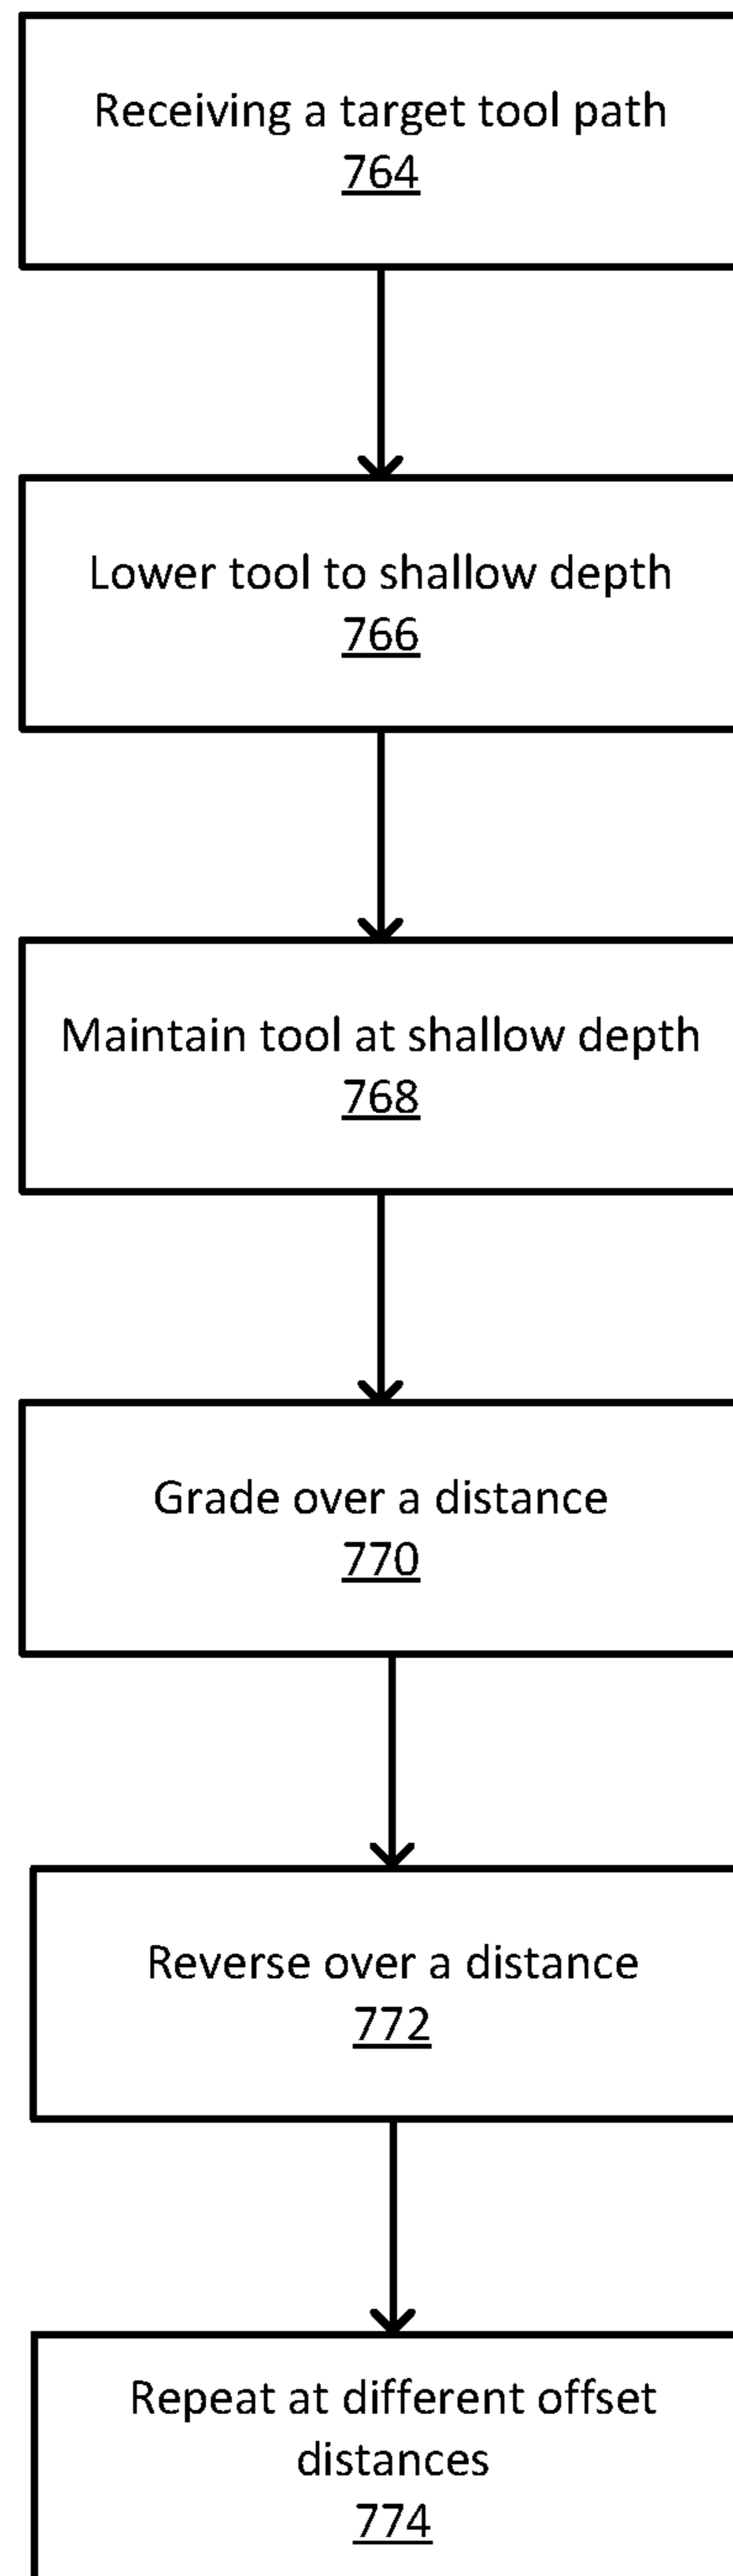 Receiving a target tool path
764
Lower tool to shallow depth
766
Maintain tool at shallow depth
768
Grade over a distance
770
Reverse over a distance
772
Repeat at different offset
distances
774